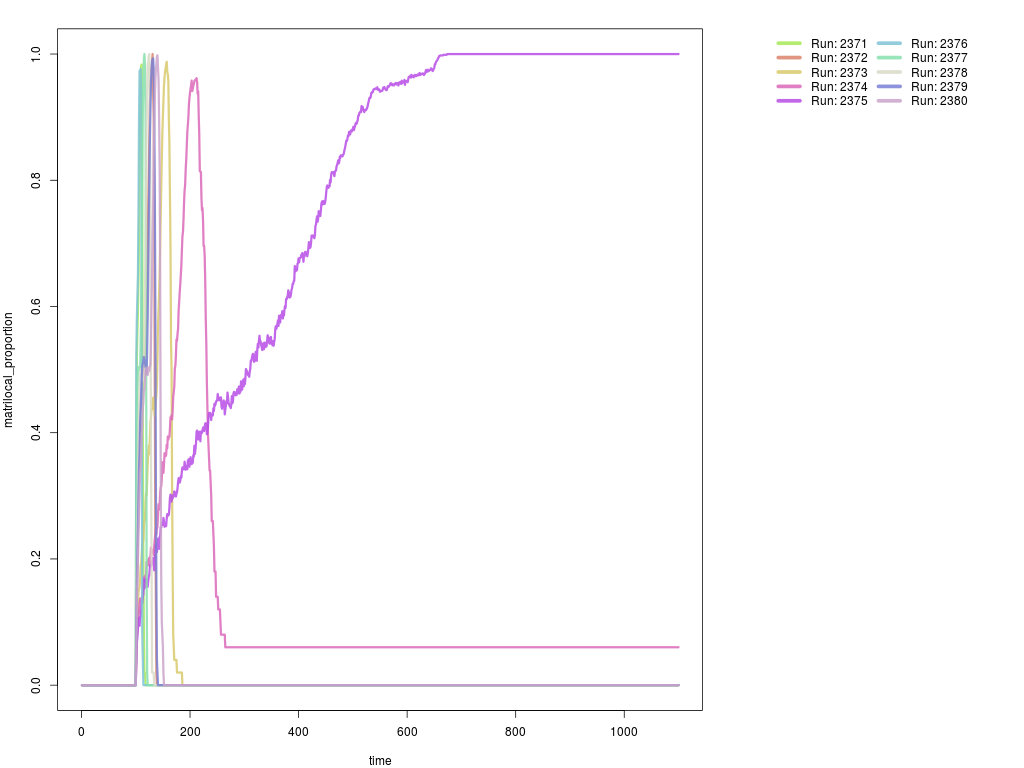 Run: 2371
Run: 2372
Run: 2373
Run: 2374
Run: 2375
Run: 2376
Run: 2377
Run: 2378
Run: 2379
Run: 2380
matrilocal_proportion
1.0
0.8
0.6
0.4
0.2
0.0
0 200 400 600 800 1000
time